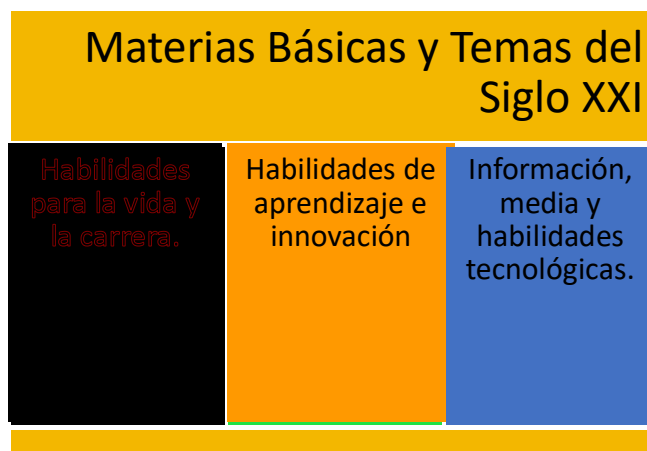 Materias Básicas y Temas del
Siglo XXI
Habilidades
para la vida y
la carrera.
Habilidades de
aprendizaje e
innovación
Información,
media y
habilidades
tecnológicas.